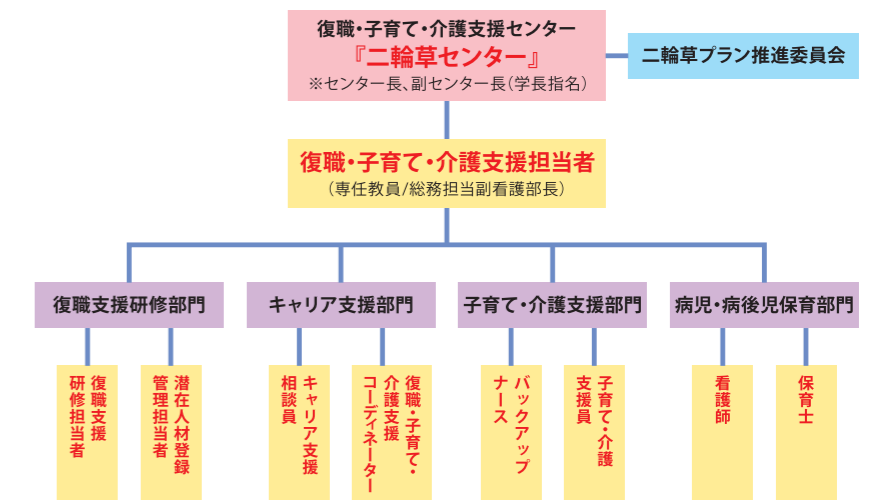 復職・子育て・介護支援センター
『二輪草センター』
※センター長、副センター長（学長指名）
二輪草プラン推進委員会
復職・子育て・介護支援担当者
（専任教員/総務担当副看護部長）
復職支援研修部門
キャリア支援部門
子育て・介護支援部門
病児・病後児保育部門
復職支援
研修担当者
潜在人材登録
管理担当者
キャリア支援
相談員
復職・子育て・
介護支援
コーディネーター
バックアップ
ナース
子育て・介護
支援員
看護師
保育士